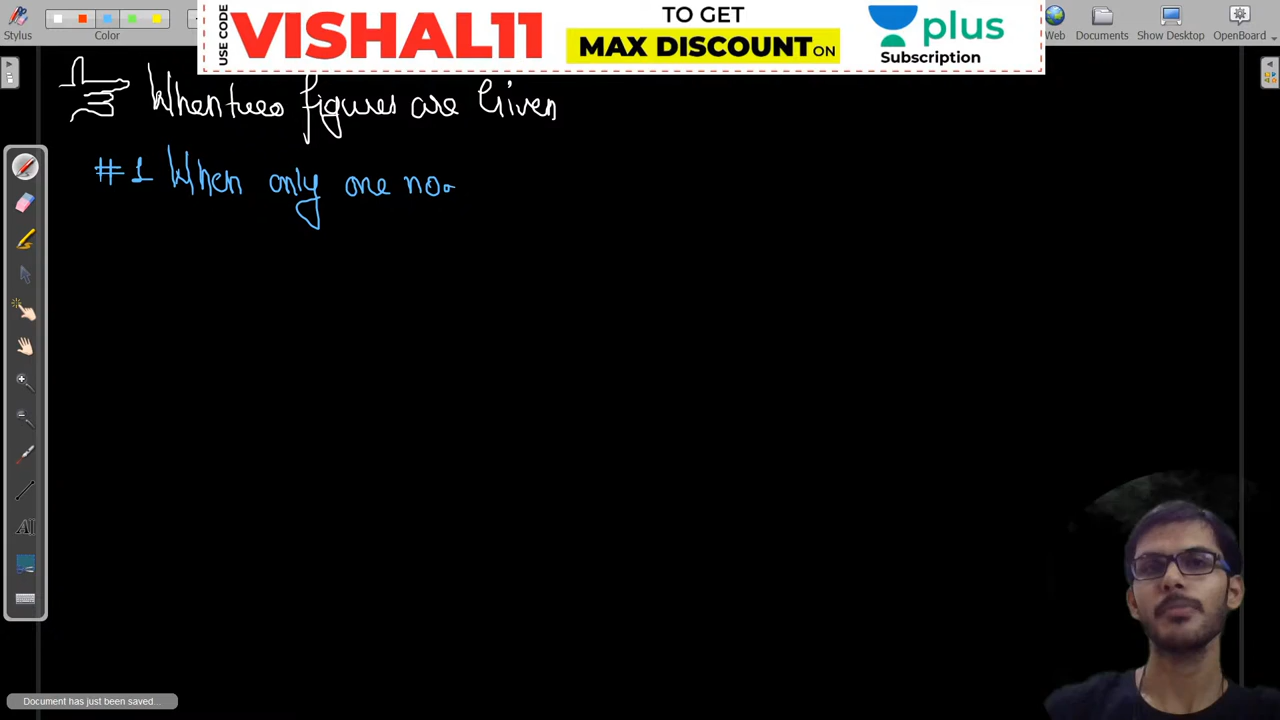 Stylus
Color
USE CODE
VISHAL11
TO GET
MAX DISCOUNT ON
plus
Subscription
Web
Documents
Show Desktop
OpenBoard
When two figures are Given
#1 When only one no.
Document has just been saved...